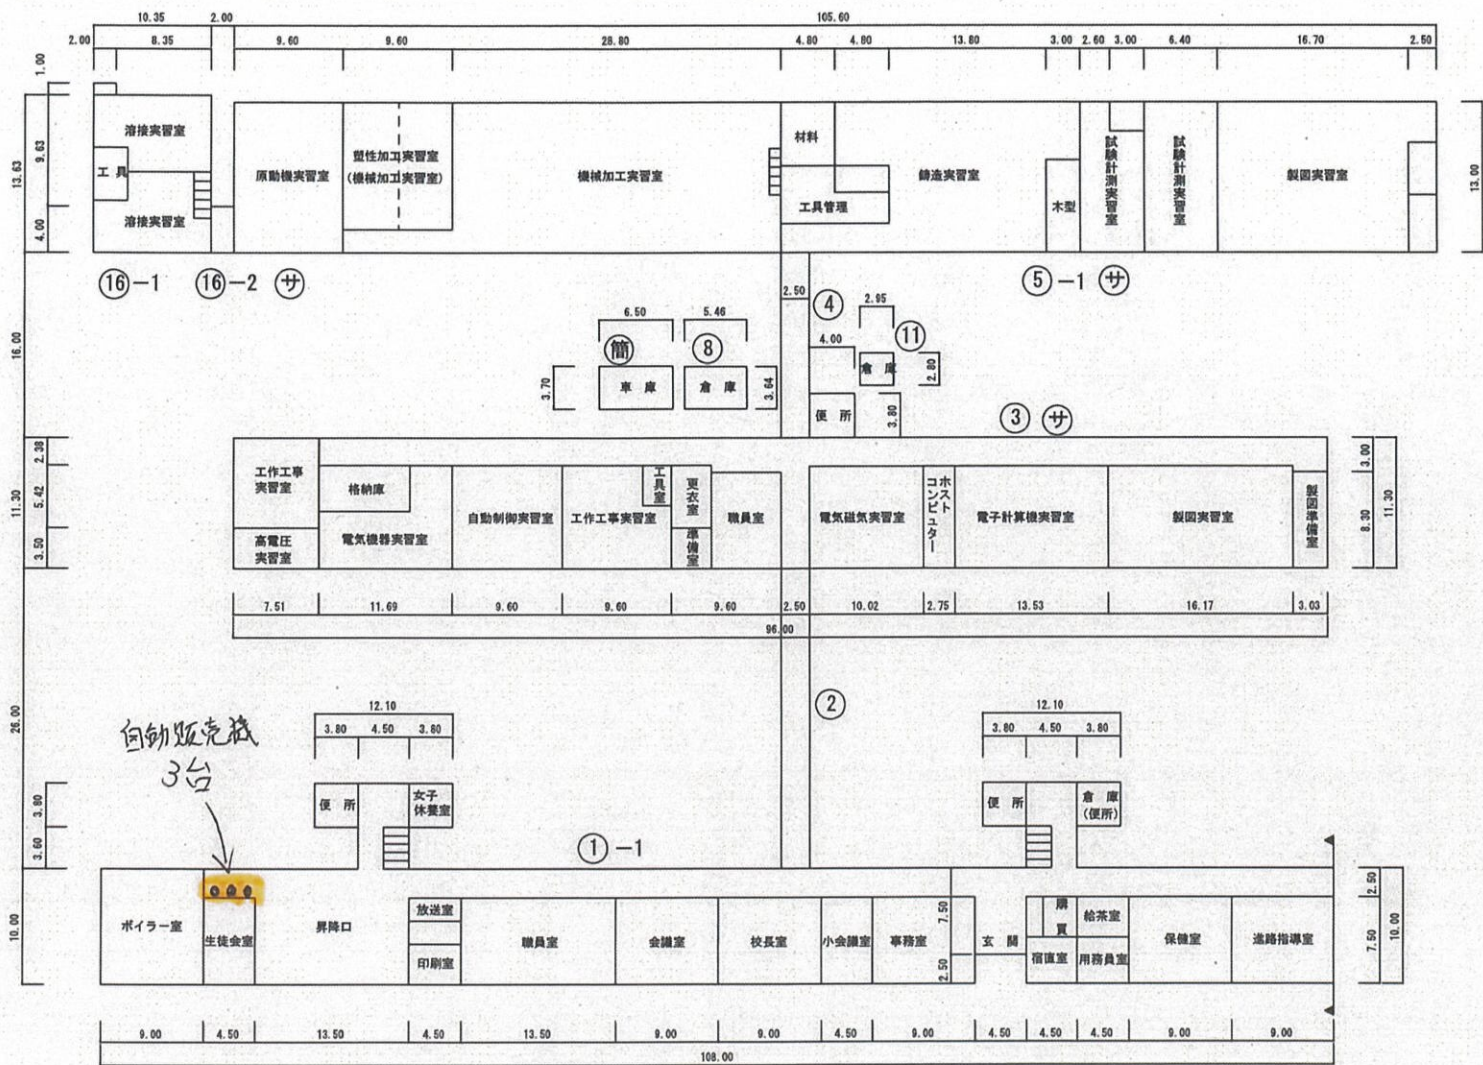 10.35 2.00 105.60
2.00 8.35 9.60 9.60 28.80 4.80 4.80 13.80 3.00 2.60 3.00 6.40 16.70 2.50
1.00
13.63
9.63
4.00
13.00
溶接実習室
工具
溶接実習室
原動機実習室
塑性加工実習室
(機械加工実習室)
機械加工実習室
材料
工具管理
鋳造実習室
木型
試験計測実習室
試験計測実習室
製図実習室
⑯-1
⑯-2 ㋚
⑤-1 ㋚
16.00
6.50
5.46
2.50
④
2.95
簡
⑧
4.00
⑪
3.70
車庫
倉庫
3.64
倉庫
2.80
便所
3.80
③ ㋚
11.30
2.38
5.42
3.50
3.00
8.30
11.30
工作工事
実習室
高電圧
実習室
格納庫
電気機器実習室
自動制御実習室
工作工事実習室
工具室
更衣室
準備室
職員室
電気磁気実習室
ホスト
コンピュター
電子計算機実習室
製図実習室
製図準備室
7.51 11.69 9.60 9.60 9.60 2.50 10.02 2.75 13.53 16.17 3.03
96.00
26.00
②
自動販売機
3台
12.10
3.80 4.50 3.80
12.10
3.80 4.50 3.80
3.80
3.60
便所
女子
休養室
便所
倉庫
(便所)
①-1
10.00
ボイラー室
生徒会室
昇降口
放送室
印刷室
職員室
会議室
校長室
小会議室
事務室
7.50
2.50
玄関
購買
宿直室
給茶室
用務員室
保健室
進路指導室
2.50
7.50
10.00
9.00 4.50 13.50 4.50 13.50 9.00 9.00 4.50 9.00 4.50 4.50 4.50 9.00 9.00
108.00